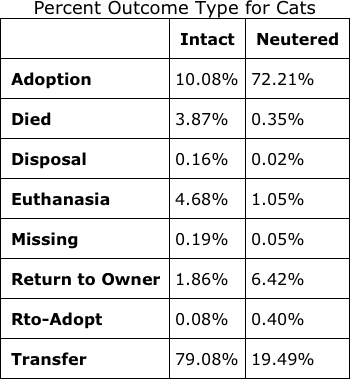 Percent Outcome Type for Cats
Intact Neutered
Adoption 10.08% 72.21%
Died 3.87% 0.35%
Disposal 0.16% 0.02%
Euthanasia 4.68% 1.05%
Missing 0.19% 0.05%
Return to Owner 1.86% 6.42%
Rto-Adopt 0.08% 0.40%
Transfer 79.08% 19.49%